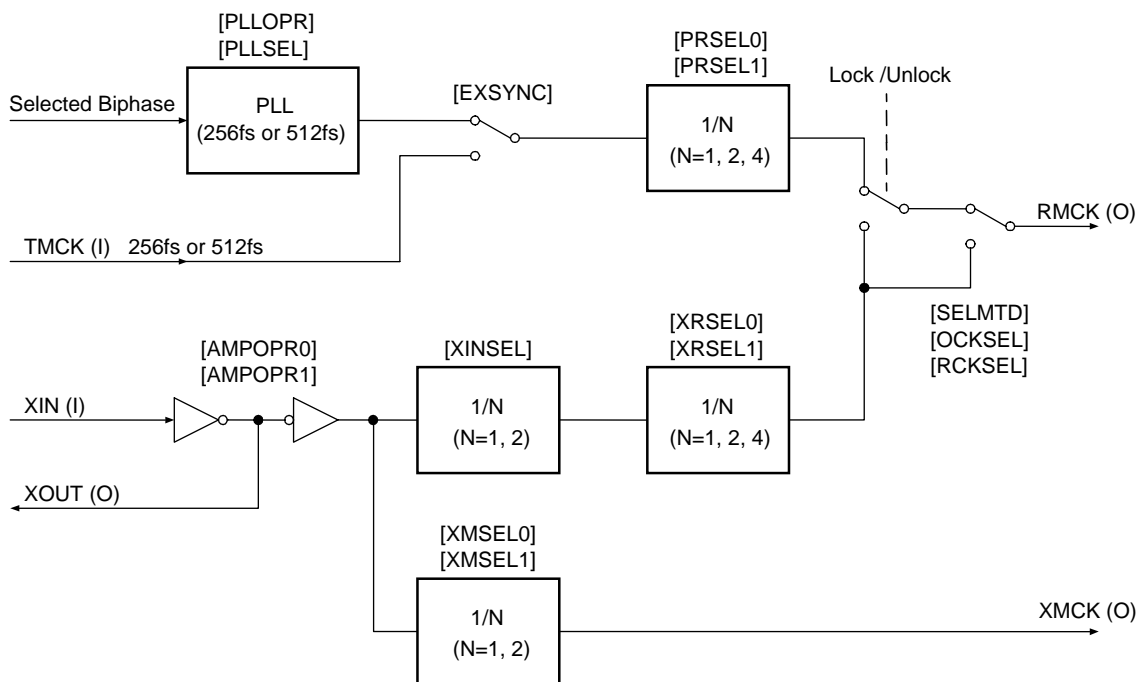 [PLLOPR]
[PLLSEL]
[PRSEL0]
[PRSEL1]
Lock /Unlock
Selected Biphase
PLL
(256fs or 512fs)
[EXSYNC]
1/N
(N=1, 2, 4)
RMCK (O)
TMCK (I) 256fs or 512fs
[SELMTD]
[OCKSEL]
[RCKSEL]
[AMPOPR0]
[AMPOPR1]
[XINSEL]
[XRSEL0]
[XRSEL1]
XIN (I)
1/N
(N=1, 2)
1/N
(N=1, 2, 4)
XOUT (O)
[XMSEL0]
[XMSEL1]
1/N
(N=1, 2)
XMCK (O)